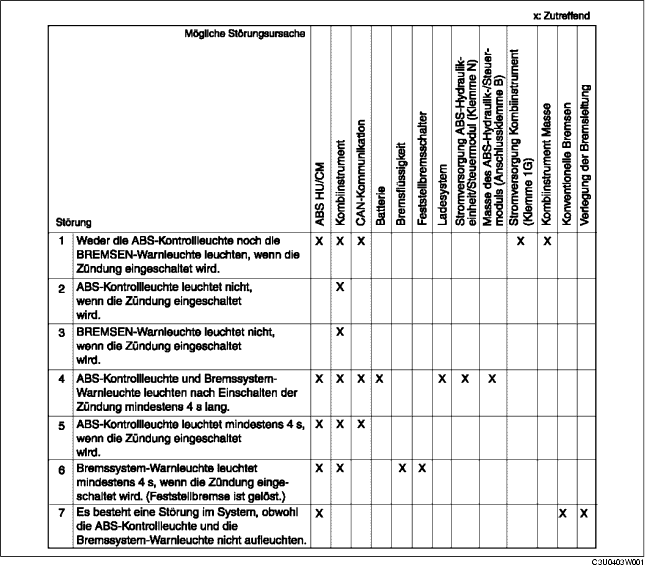 x: Zutreffend
Mögliche Störungsursache
Störung
ABS HU/CM
Kombiinstrument
CAN-Kommunikation
Batterie
Bremsflüssigkeit
Feststellbremsschalter
Ladesystem
Stromversorgung ABS-Hydraulik-
einheit/Steuermodul (Klemme N)
Masse des ABS-Hydraulik-/Steuer-
moduls (Anschlussklemme B)
Stromversorgung Kombiinstrument
(Klemme 1G)
Kombiinstrument Masse
Konventionelle Bremsen
Verlegung der Bremsleitung
1 Weder die ABS-Kontrollleuchte noch die X X X X X
BREMSEN-Warnleuchte leuchten, wenn die
Zündung eingeschaltet wird.
2 ABS-Kontrollleuchte leuchtet nicht, X
wenn die Zündung eingeschaltet
wird.
3 BREMSEN-Warnleuchte leuchtet nicht, X
wenn die Zündung eingeschaltet
wird.
4 ABS-Kontrollleuchte und Bremssystem- X X X X X X X
Warnleuchte leuchten nach Einschalten der
Zündung mindestens 4 s lang.
5 ABS-Kontrollleuchte leuchtet mindestens 4 s, X X X
wenn die Zündung eingeschaltet
wird.
6 Bremssystem-Warnleuchte leuchtet X X X X
mindestens 4 s, wenn die Zündung einge-
schaltet wird. (Feststellbremse ist gelöst.)
7 Es besteht eine Störung im System, obwohl X X X
die ABS-Kontrollleuchte und die
Bremssystem-Warnleuchte nicht aufleuchten.
C3U0403W001